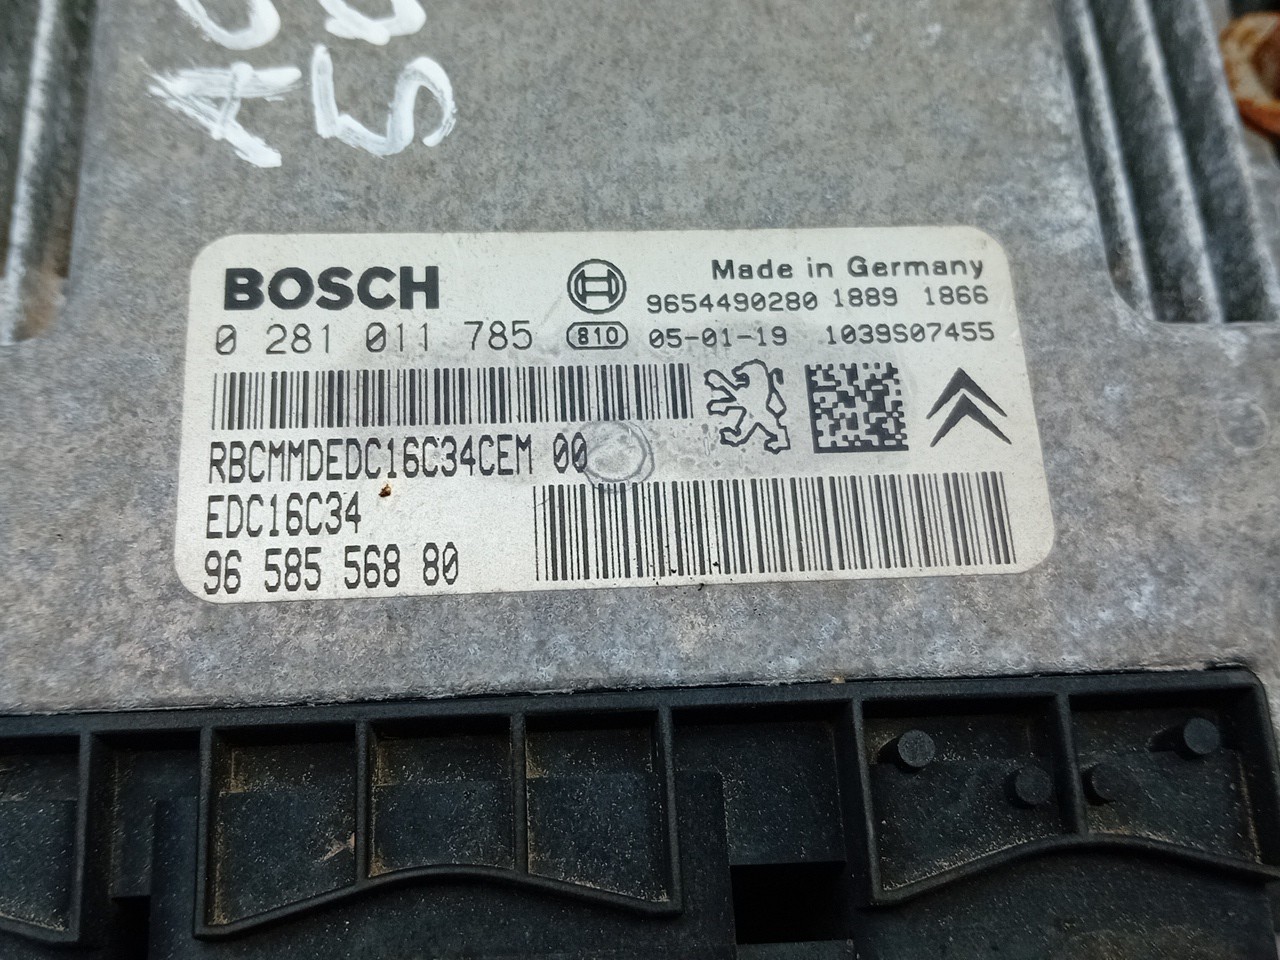 BOSCH
Made in Germany
9654490280 1889 1866
0 281 011 785 810 05-01-19 1039S07455
RBCMMDEDC16C34CEM 00
EDC16C34
96 585 568 80